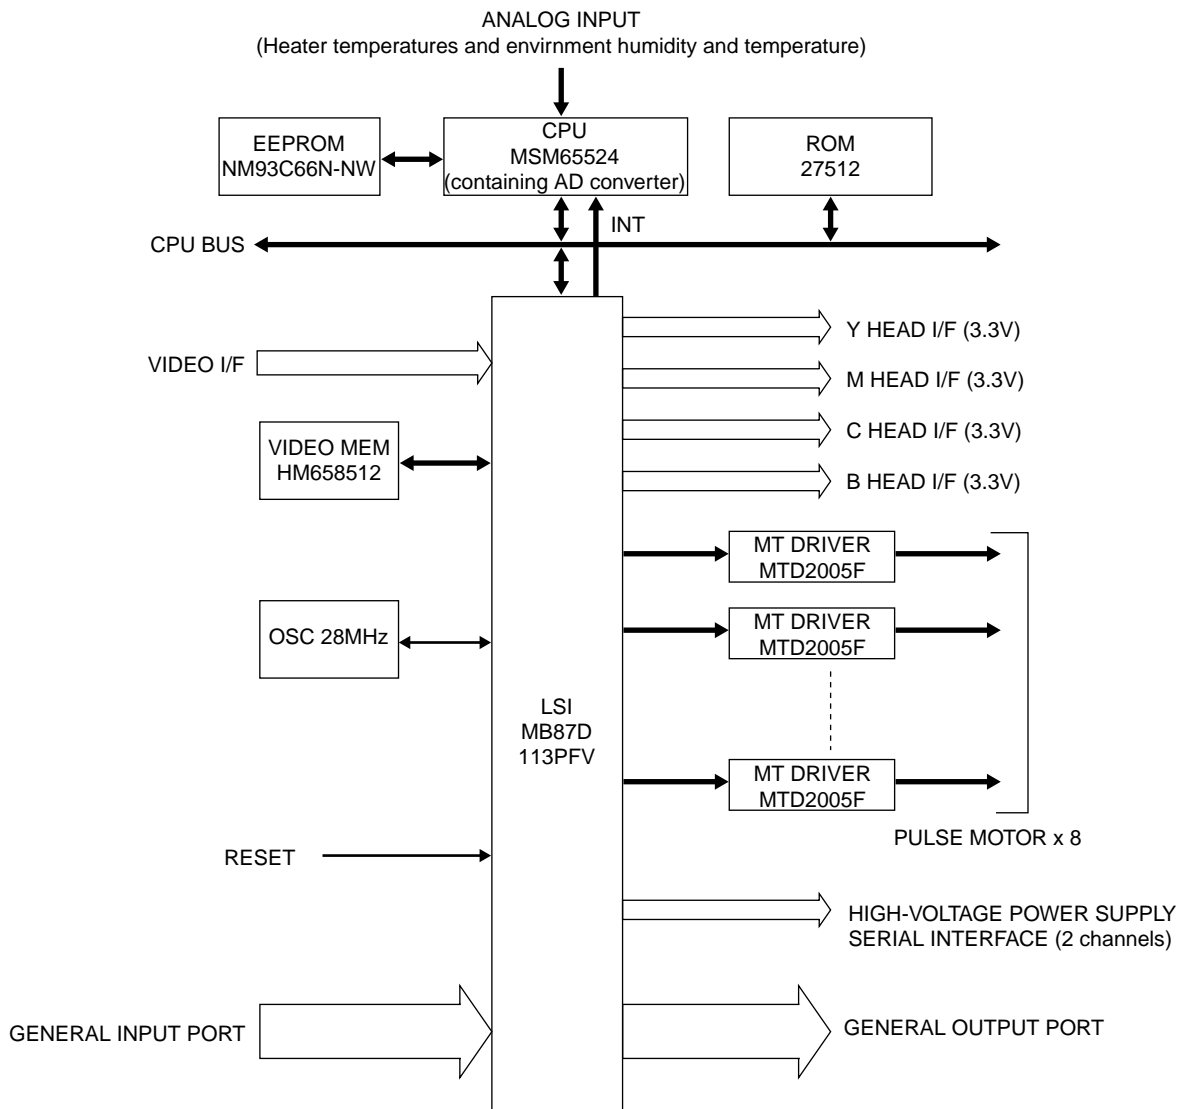 ANALOG INPUT
(Heater temperatures and envirnment humidity and temperature)
EEPROM
NM93C66N-NW
CPU
MSM65524
(containing AD converter)
ROM
27512
INT
CPU BUS
VIDEO I/F
Y HEAD I/F (3.3V)
M HEAD I/F (3.3V)
C HEAD I/F (3.3V)
B HEAD I/F (3.3V)
VIDEO MEM
HM658512
MT DRIVER
MTD2005F
OSC 28MHz
MT DRIVER
MTD2005F
LSI
MB87D
113PFV
MT DRIVER
MTD2005F
PULSE MOTOR x 8
RESET
HIGH-VOLTAGE POWER SUPPLY
SERIAL INTERFACE (2 channels)
GENERAL INPUT PORT
GENERAL OUTPUT PORT